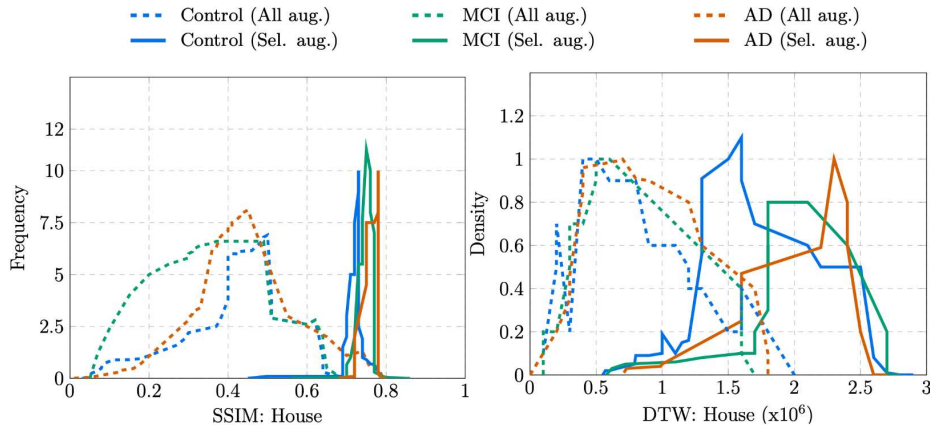 Control (All aug.) MCI (All aug.) AD (All aug.)
Control (Sel. aug.) MCI (Sel. aug.) AD (Sel. aug.)
Frequency
12
10
7.5
5
2.5
0
0 0.2 0.4 0.6 0.8 1
SSIM: House
Density
1.2
1
0.8
0.6
0.4
0.2
0
0 0.5 1 1.5 2 2.5 3
DTW: House (x10⁶)